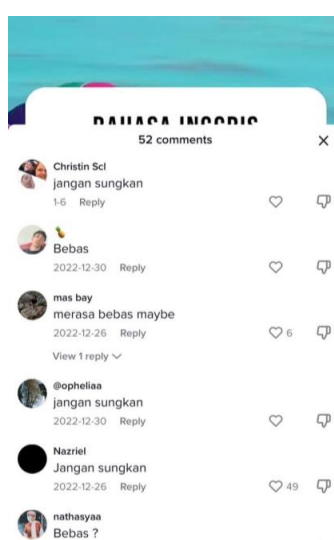 BAHASA INGGRIS
52 comments
Christin Scl
jangan sungkan
1-6 Reply
Bebas
2022-12-30 Reply
mas bay
merasa bebas maybe
2022-12-26 Reply
6
View 1 reply
@opheliaa
jangan sungkan
2022-12-30 Reply
Nazriel
Jangan sungkan
2022-12-26 Reply
49
nathasyaa
Bebas ?